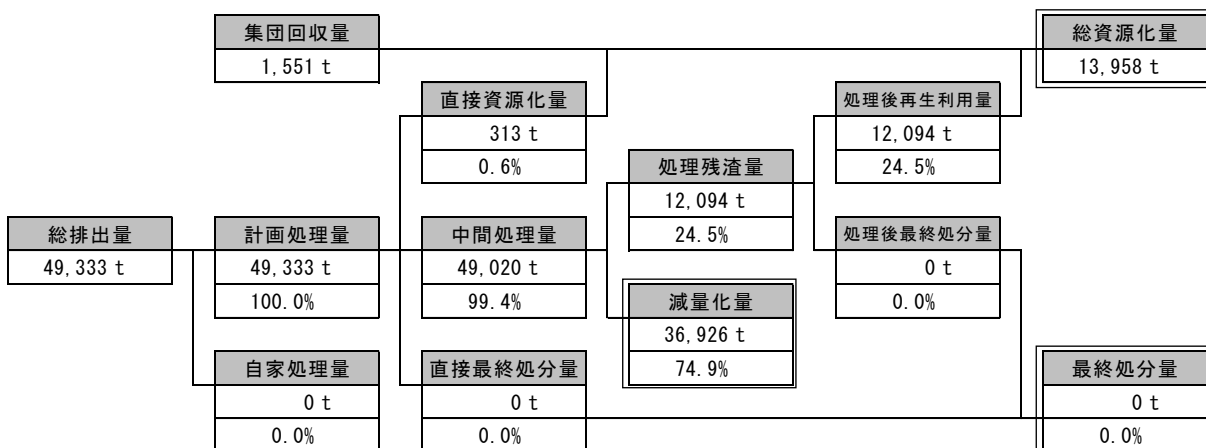 集団回収量
1,551 t
総資源化量
13,958 t
直接資源化量
313 t
0.6%
処理後再生利用量
12,094 t
24.5%
処理残渣量
12,094 t
24.5%
総排出量
49,333 t
計画処理量
49,333 t
100.0%
中間処理量
49,020 t
99.4%
処理後最終処分量
0 t
0.0%
減量化量
36,926 t
74.9%
自家処理量
0 t
0.0%
直接最終処分量
0 t
0.0%
最終処分量
0 t
0.0%